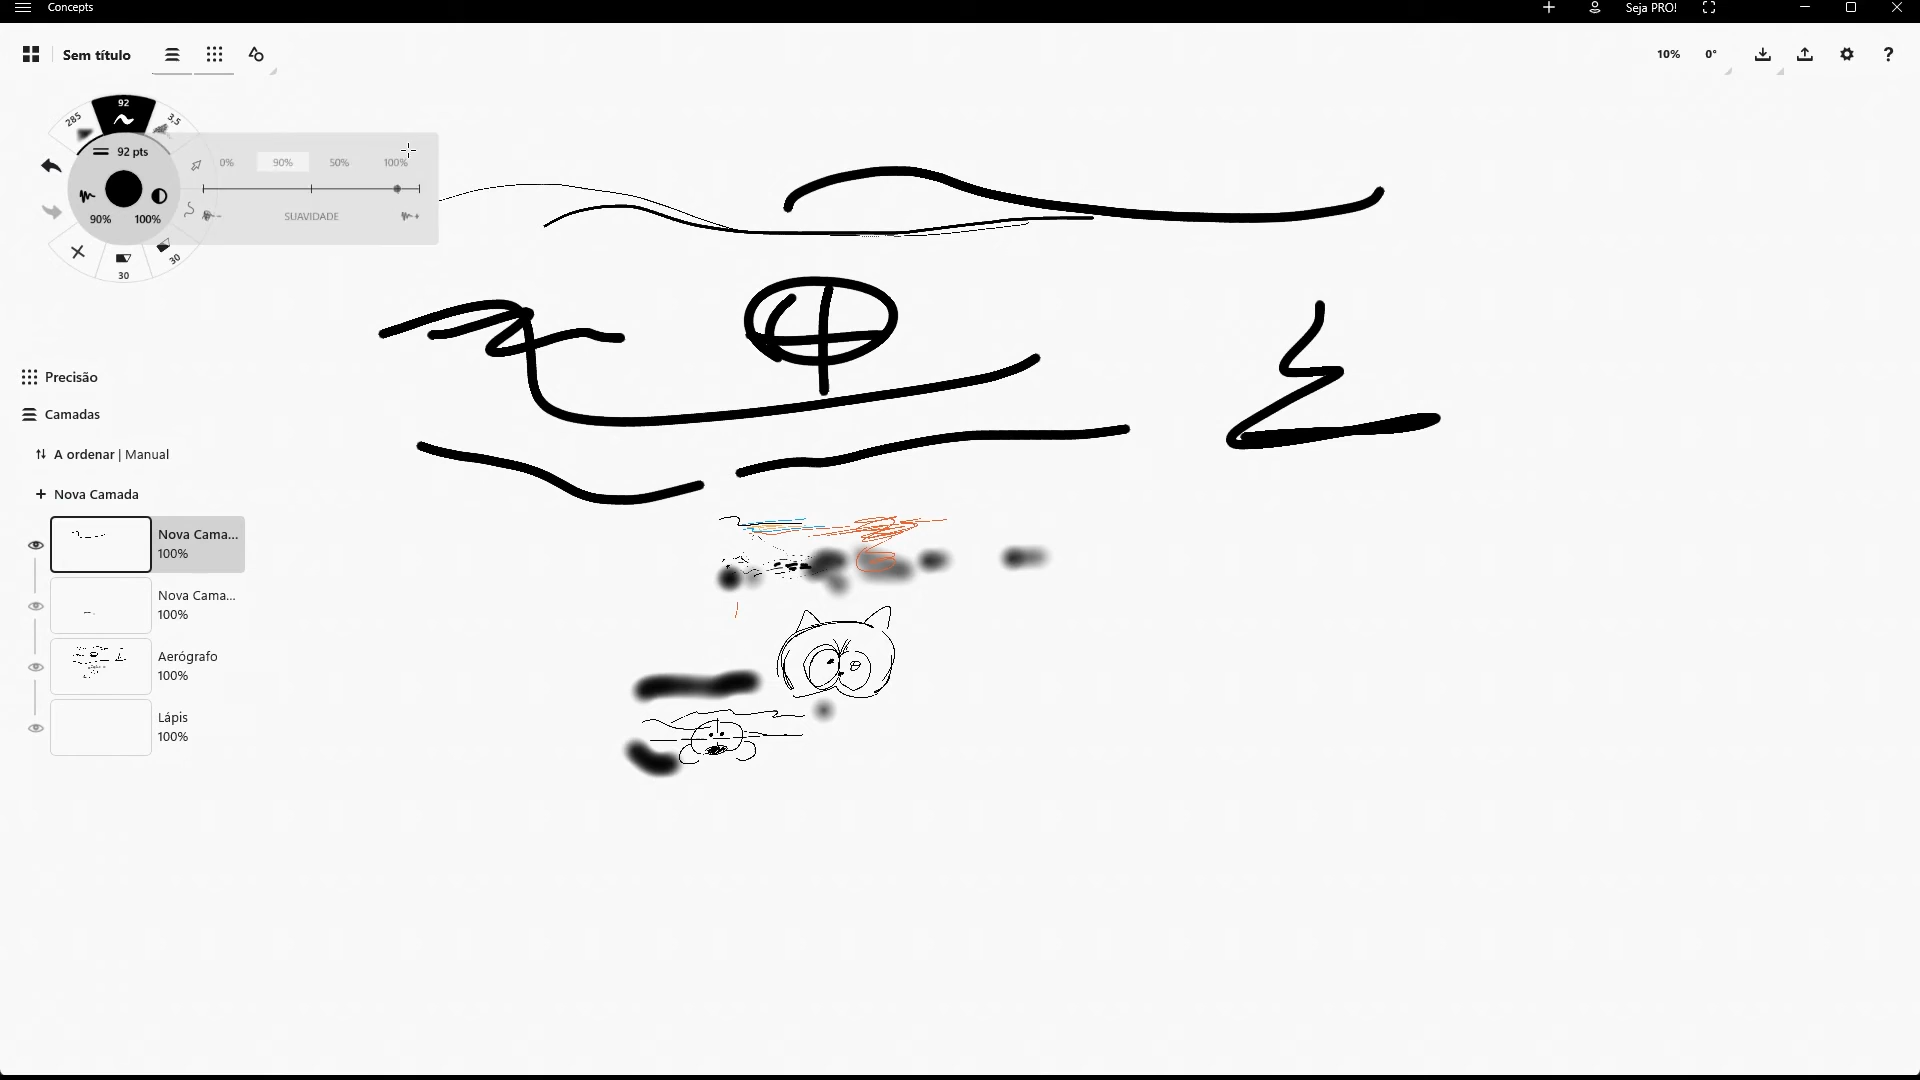 Concepts
Seja PRO!
Sem título
10% 0° ?
92
285
3,5
92 pts
90% 100%
30
30
0% 90% 50% 100%
SUAVIDADE
Precisão
Camadas
A ordenar | Manual
+ Nova Camada
Nova Cama...
100%
Nova Cama...
100%
Aerógrafo
100%
Lápis
100%